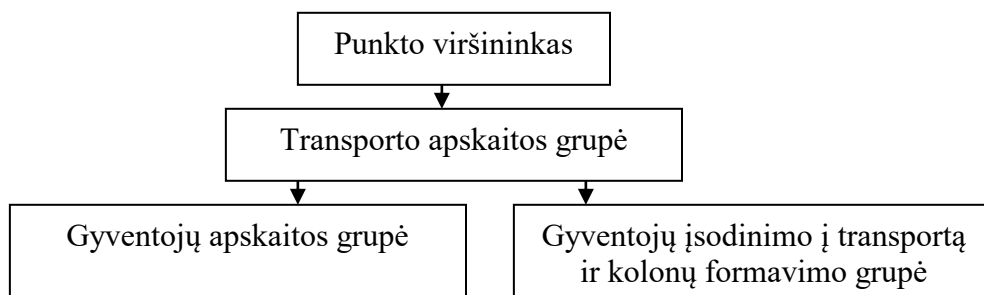 Punkto viršininkas
Transporto apskaitos grupė
Gyventojų apskaitos grupė
Gyventojų įsodinimo į transportą
ir kolonų formavimo grupė